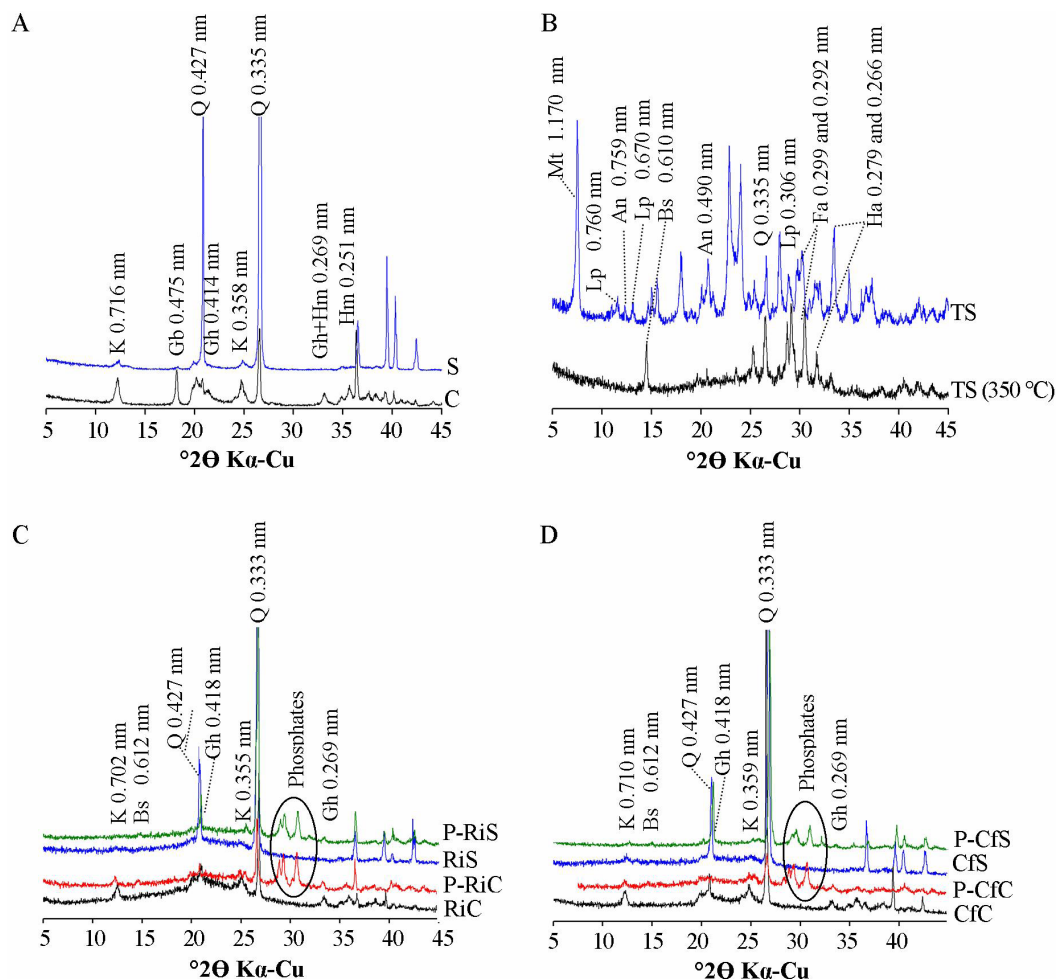 A
Q 0.427 nm
Q 0.335 nm
K 0.716 nm
Gb 0.475 nm
Gh 0.414 nm
K 0.358 nm
Gh+Hm 0.269 nm
Hm 0.251 nm
S
C
5 10 15 20 25 30 35 40 45
°2Ɵ Kα-Cu
B
Mt 1.170 nm
Lp 0.760 nm
An 0.759 nm
Lp 0.670 nm
Bs 0.610 nm
An 0.490 nm
Q 0.335 nm
Lp 0.306 nm
Fa 0.299 and 0.292 nm
Ha 0.279 and 0.266 nm
TS
TS (350 °C)
5 10 15 20 25 30 35 40 45
°2Ɵ Kα-Cu
C
K 0.702 nm
Bs 0.612 nm
Q 0.427 nm
Gh 0.418 nm
K 0.355 nm
Q 0.333 nm
Phosphates
Gh 0.269 nm
P-RiS
RiS
P-RiC
RiC
5 10 15 20 25 30 35 40 45
°2Ɵ Kα-Cu
D
K 0.710 nm
Bs 0.612 nm
Q 0.427 nm
Gh 0.418 nm
K 0.359 nm
Q 0.333 nm
Phosphates
Gh 0.269 nm
P-CfS
CfS
P-CfC
CfC
5 10 15 20 25 30 35 40
°2Ɵ Kα-Cu